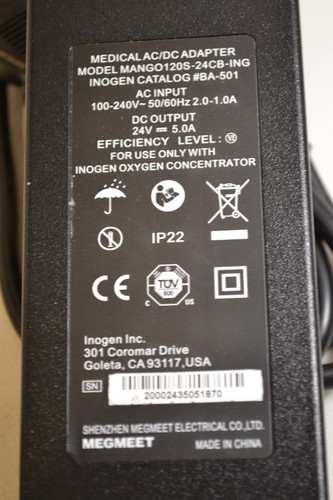 MEDICAL AC/DC ADAPTER
MODEL MANGO120S-24CB-ING
INOGEN CATALOG #BA-501
AC INPUT
100-240V~ 50/60Hz 2.0-1.0A
DC OUTPUT
24V ⎓ 5.0A
EFFICIENCY LEVEL: Ⅵ
FOR USE ONLY WITH
INOGEN OXYGEN CONCENTRATOR
IP22
CE
TÜV
SÜD
C US
Inogen Inc.
301 Coromar Drive
Goleta, CA 93117,USA
SN
20002435051870
SHENZHEN MEGMEET ELECTRICAL CO.,LTD.
MEGMEET MADE IN CHINA